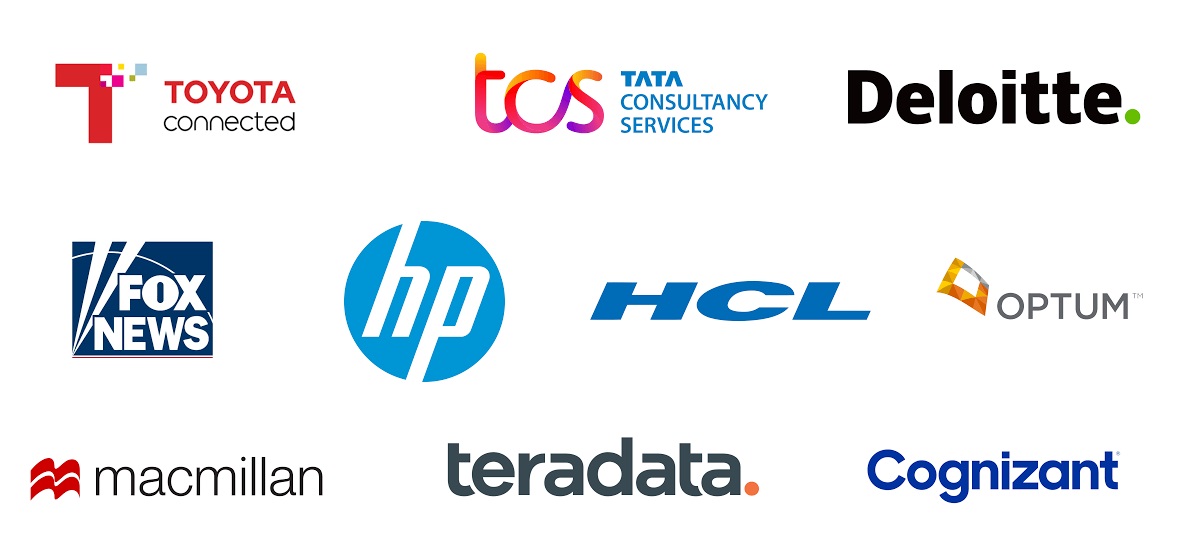 TOYOTA
connected
tcs
TATA
CONSULTANCY
SERVICES
Deloitte.
FOX
NEWS
hp
HCL
OPTUM™
macmillan
teradata.
Cognizant®